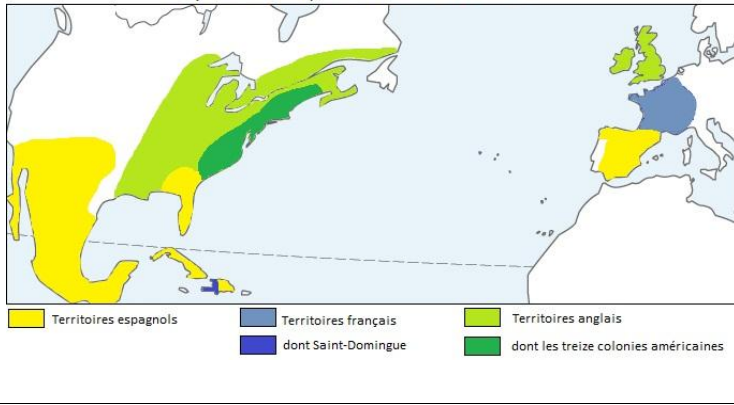 Territoires espagnols
Territoires français
Territoires anglais
dont Saint-Domingue
dont les treize colonies américaines